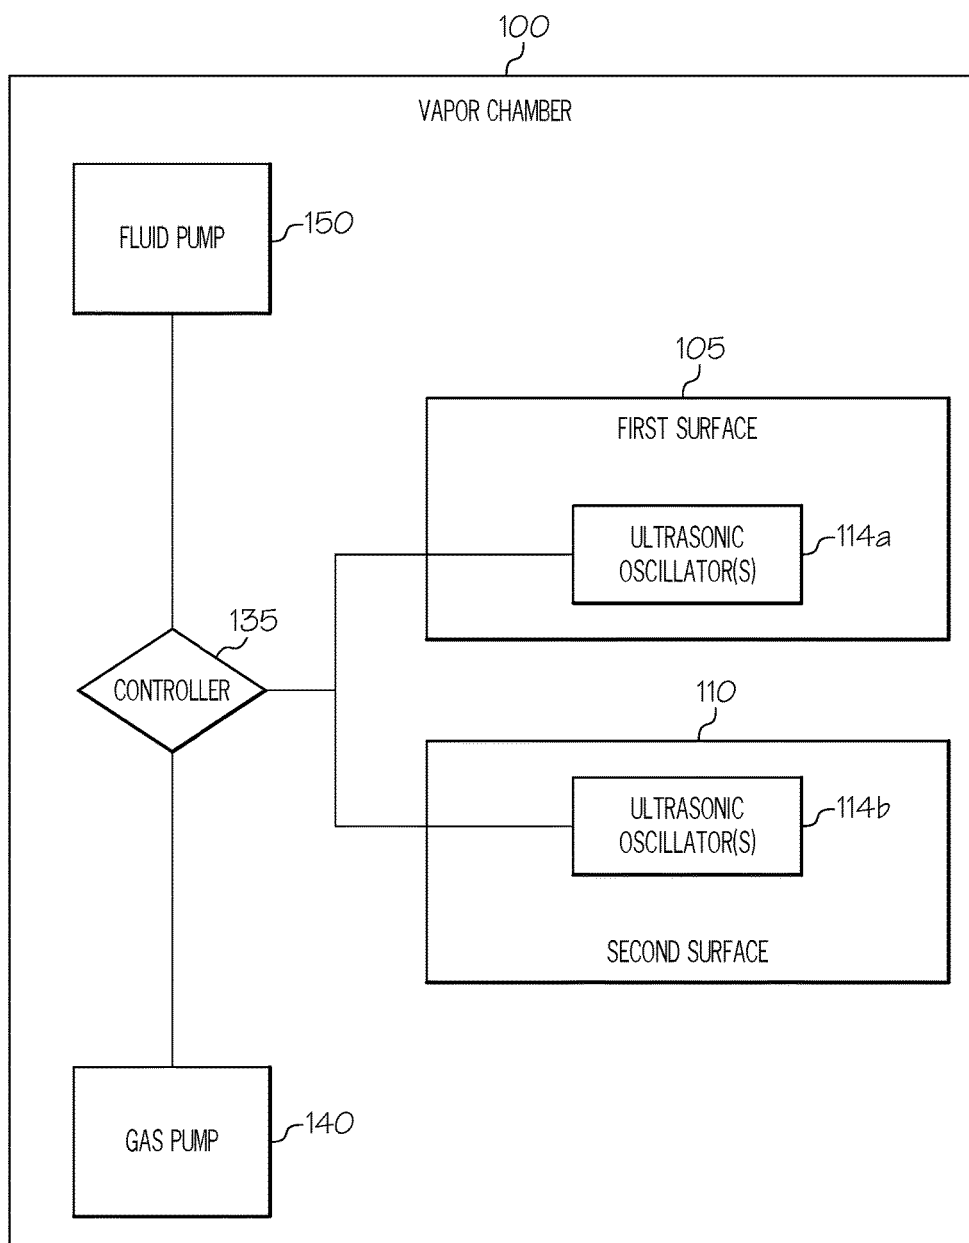 100
VAPOR CHAMBER
FLUID PUMP
150
105
FIRST SURFACE
ULTRASONIC
OSCILLATOR(S)
114a
135
CONTROLLER
110
ULTRASONIC
OSCILLATOR(S)
114b
SECOND SURFACE
GAS PUMP
140